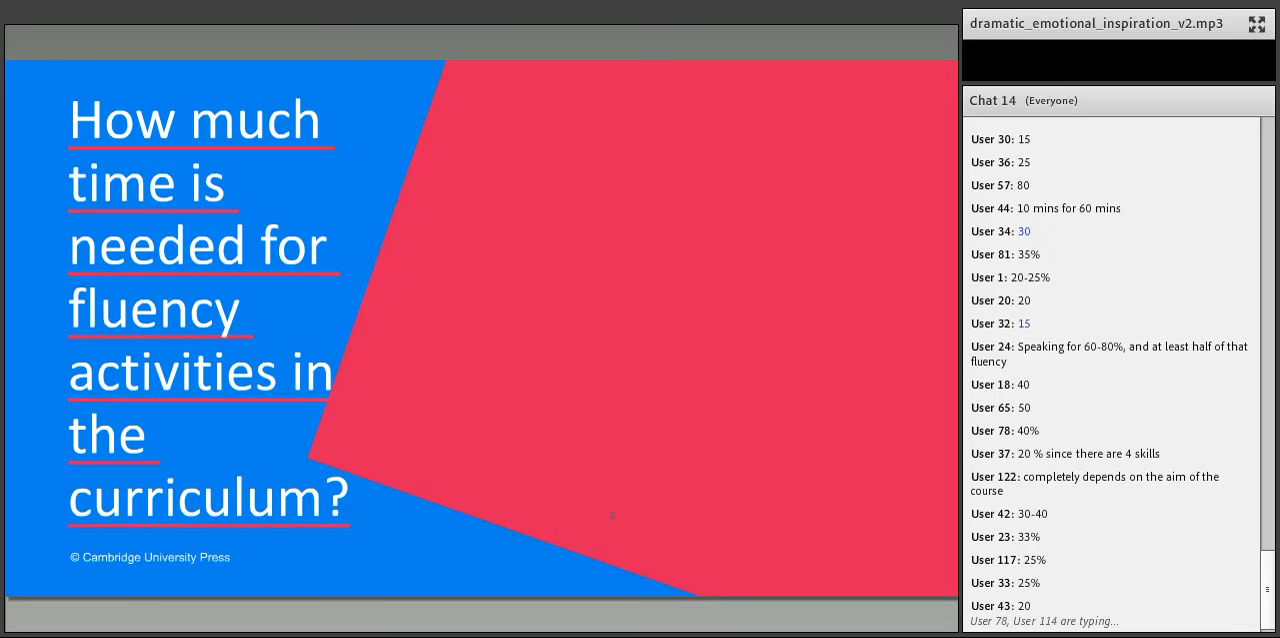 How much
time is
needed for
fluency
activities in
the
curriculum?
© Cambridge University Press
dramatic_emotional_inspiration_v2.mp3
Chat 14 (Everyone)
User 30: 15
User 36: 25
User 57: 80
User 44: 10 mins for 60 mins
User 34: 30
User 81: 35%
User 1: 20-25%
User 20: 20
User 32: 15
User 24: Speaking for 60-80%, and at least half of that
fluency
User 18: 40
User 65: 50
User 78: 40%
User 37: 20 % since there are 4 skills
User 122: completely depends on the aim of the
course
User 42: 30-40
User 23: 33%
User 117: 25%
User 33: 25%
User 43: 20
User 78, User 114 are typing...